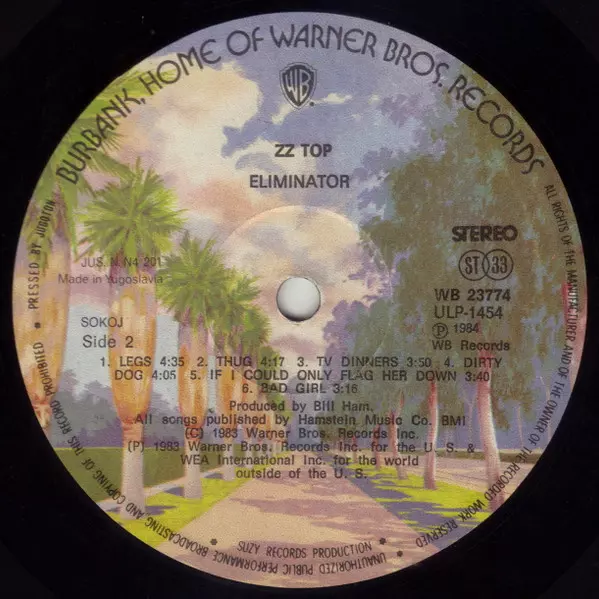 BURBANK, HOME OF WARNER BROS. RECORDS
WB
ZZ TOP
ELIMINATOR
STEREO
ST 33
JUS. N. N4 201
Made in Yugoslavia
WB 23774
ULP-1454
SOKOJ
Ⓟ 1984
Side 2
WB Records
1. LEGS 4:35 2. THUG 4:17 3. TV DINNERS 3:50 4. DIRTY
DOG 4:05 5. IF I COULD ONLY FLAG HER DOWN 3:40
6. BAD GIRL 3:16
Produced by Bill Ham.
All songs published by Hamstein Music Co. BMI
(C) 1983 Warner Bros. Records Inc.
(P) 1983 Warner Bros. Records Inc. for the U. S. &
WEA International Inc. for the world
outside of the U. S.
• PRESSED BY JUGOTON
ALL RIGHTS OF THE MANUFACTURER AND OF THE OWNER OF THE RECORDED WORK RESERVED
• UNAUTHORIZED PUBLIC PERFORMANCE BROADCASTING AND COPYING OF THIS RECORD PROHIBITED
• SUZY RECORDS PRODUCTION •